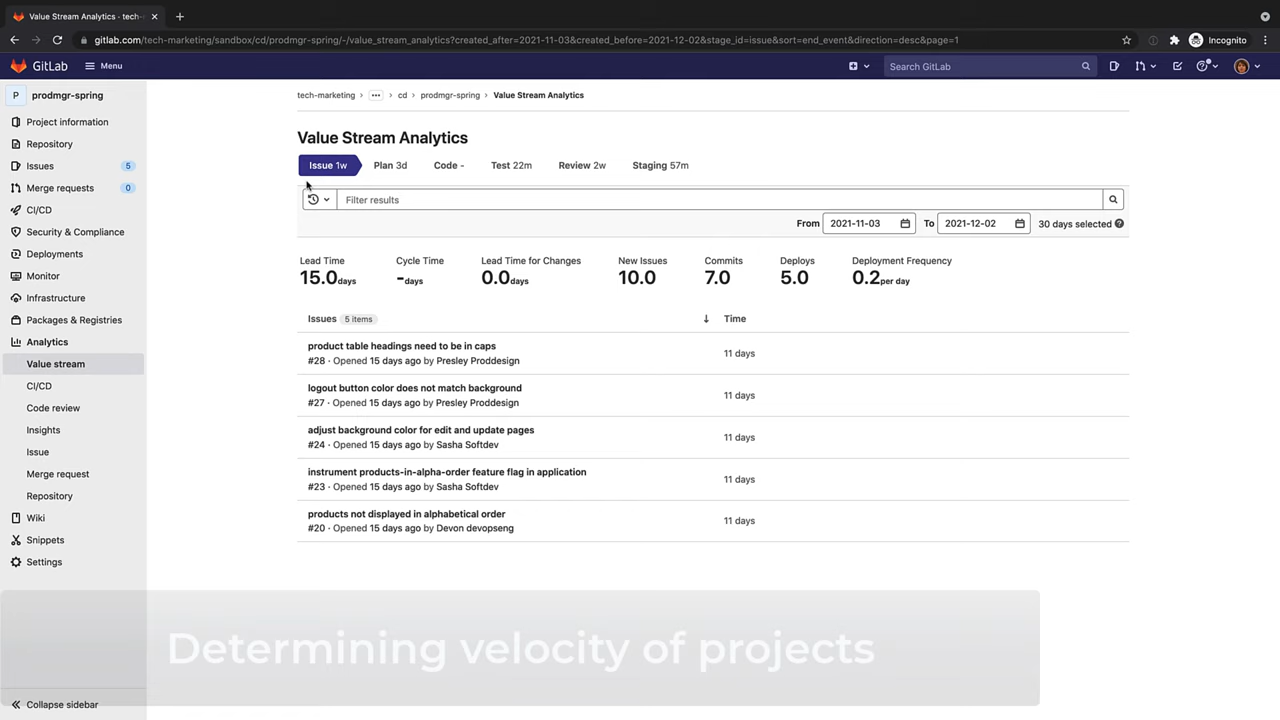 Value Stream Analytics · tech-
gitlab.com/tech-marketing/sandbox/cd/prodmgr-spring/-/value_stream_analytics?created_after=2021-11-03&created_before=2021-12-02&stage_id=issue&sort=end_event&direction=desc&page=1
Incognito
GitLab
Menu
Search GitLab
P prodmgr-spring
Project information
Repository
Issues 5
Merge requests 0
CI/CD
Security & Compliance
Deployments
Monitor
Infrastructure
Packages & Registries
Analytics
Value stream
CI/CD
Code review
Insights
Issue
Merge request
Repository
Wiki
Snippets
Settings
Collapse sidebar
tech-marketing › ... › cd › prodmgr-spring › Value Stream Analytics
Value Stream Analytics
Issue 1w Plan 3d Code - Test 22m Review 2w Staging 57m
Filter results
From 2021-11-03 To 2021-12-02 30 days selected
Lead Time Cycle Time Lead Time for Changes New Issues Commits Deploys Deployment Frequency
15.0days -days 0.0days 10.0 7.0 5.0 0.2per day
Issues 5 items ↓ Time
product table headings need to be in caps
#28 · Opened 15 days ago by Presley Proddesign
11 days
logout button color does not match background
#27 · Opened 15 days ago by Presley Proddesign
11 days
adjust background color for edit and update pages
#24 · Opened 15 days ago by Sasha Softdev
11 days
instrument products-in-alpha-order feature flag in application
#23 · Opened 15 days ago by Sasha Softdev
11 days
products not displayed in alphabetical order
#20 · Opened 15 days ago by Devon devopseng
11 days
Determining velocity of projects